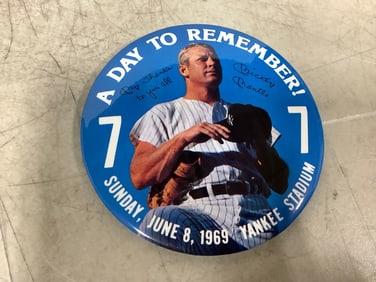 A DAY TO REMEMBER!
My Thanks
to you all
Mickey
Mantle
7 7
SUNDAY, JUNE 8, 1969 YANKEE STADIUM